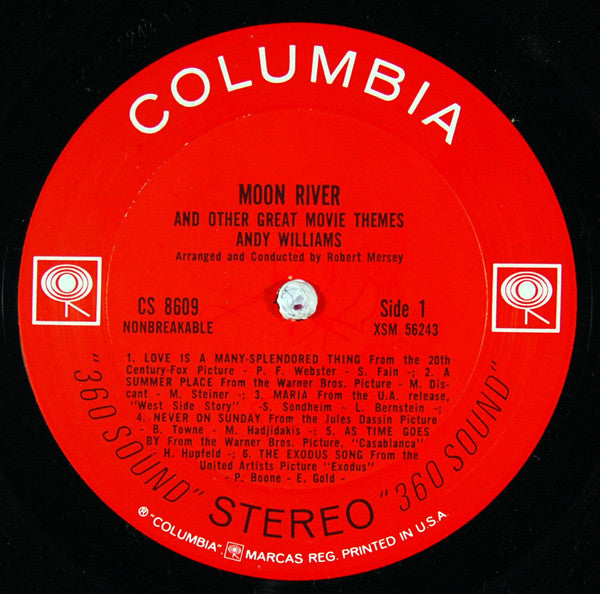 COLUMBIA
MOON RIVER
AND OTHER GREAT MOVIE THEMES
ANDY WILLIAMS
Arranged and Conducted by Robert Mersey
CS 8609
NONBREAKABLE
Side 1
XSM 56243
1. LOVE IS A MANY-SPLENDORED THING From the 20th
Century-Fox Picture - P. F. Webster - S. Fain -; 2. A
SUMMER PLACE From the Warner Bros. Picture - M. Dis-
cant - M. Steiner -; 3. MARIA From the U.A. release,
"West Side Story" -S. Sondheim - L. Bernstein -;
4. NEVER ON SUNDAY From the Jules Dassin Picture
- B. Towne - M. Hadjidakis -; 5. AS TIME GOES
BY From the Warner Bros. Picture, "Casablanca"
- H. Hupfeld -; 6. THE EXODUS SONG From the
United Artists Picture "Exodus"
- P. Boone - E. Gold -
"360 SOUND" STEREO "360 SOUND"
® "COLUMBIA", MARCAS REG. PRINTED IN U.S.A.